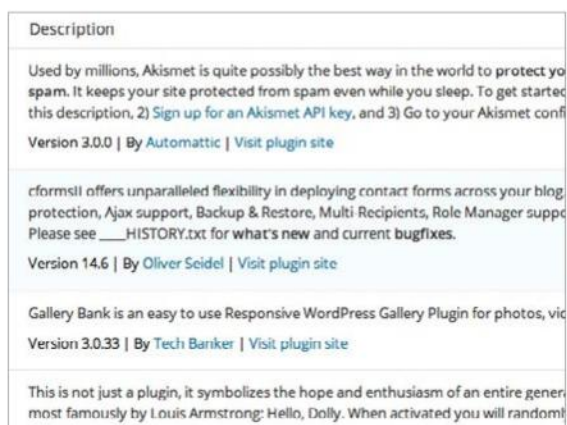 Description
Used by millions, Akismet is quite possibly the best way in the world to protect yo
spam. It keeps your site protected from spam even while you sleep. To get started
this description, 2) Sign up for an Akismet API key, and 3) Go to your Akismet confi
Version 3.0.0 | By Automattic | Visit plugin site
cformsII offers unparalleled flexibility in deploying contact forms across your blog.
protection, Ajax support, Backup & Restore, Multi-Recipients, Role Manager suppo
Please see ____HISTORY.txt for what's new and current bugfixes.
Version 14.6 | By Oliver Seidel | Visit plugin site
Gallery Bank is an easy to use Responsive WordPress Gallery Plugin for photos, vid
Version 3.0.33 | By Tech Banker | Visit plugin site
This is not just a plugin, it symbolizes the hope and enthusiasm of an entire gener
most famously by Louis Armstrong: Hello, Dolly. When activated you will randoml